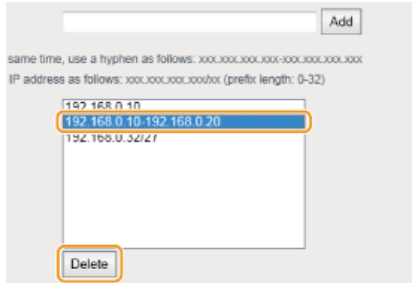 Add
same time, use a hyphen as follows: xxx.xxx.xxx.xxx-xxx.xxx.xxx.xxx
IP address as follows: xxx.xxx.xxx.xxx/xx (prefix length: 0-32)
192.168.0.10
192.168.0.10-192.168.0.20
192.168.0.32/27
Delete